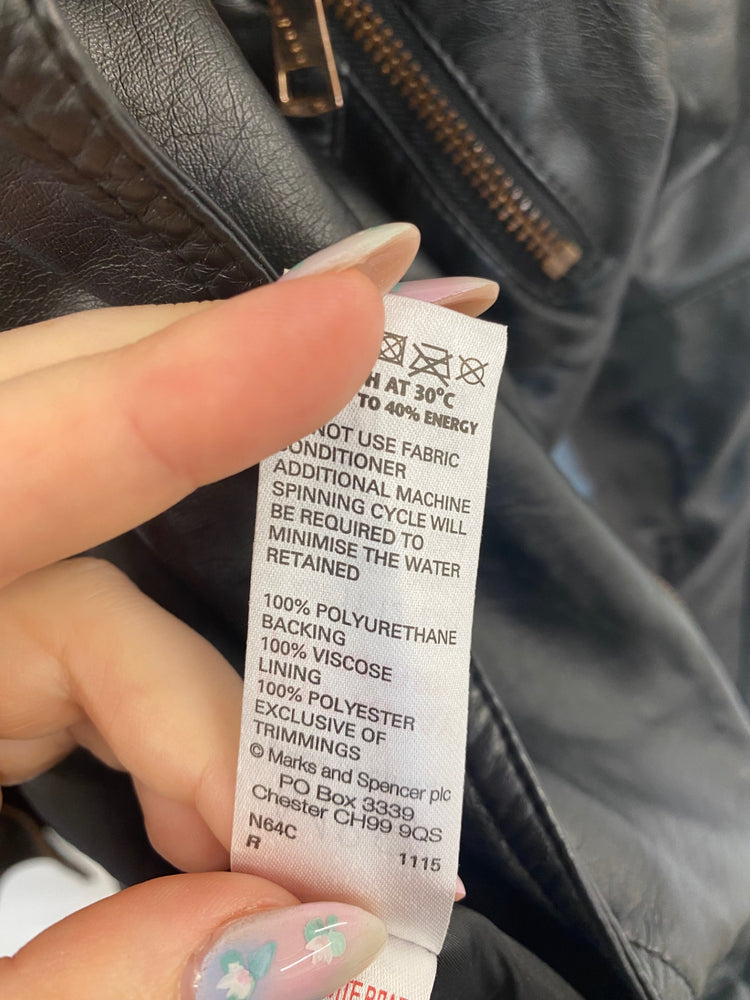 H AT 30°C
TO 40% ENERGY
NOT USE FABRIC
CONDITIONER
ADDITIONAL MACHINE
SPINNING CYCLE WILL
BE REQUIRED TO
MINIMISE THE WATER
RETAINED
100% POLYURETHANE
BACKING
100% VISCOSE
LINING
100% POLYESTER
EXCLUSIVE OF
TRIMMINGS
© Marks and Spencer plc
PO Box 3339
Chester CH99 9QS
N64C
R 1115